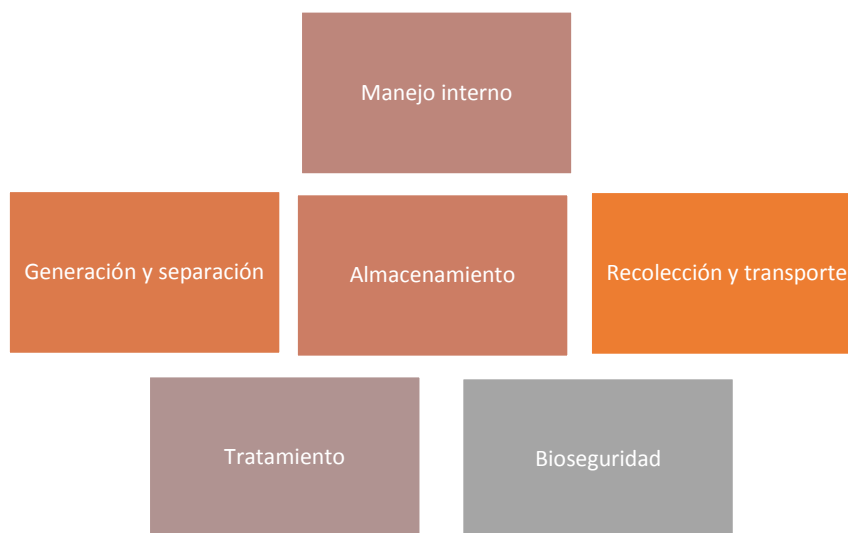 Manejo interno
Generación y separación
Almacenamiento
Recolección y transporte
Tratamiento
Bioseguridad